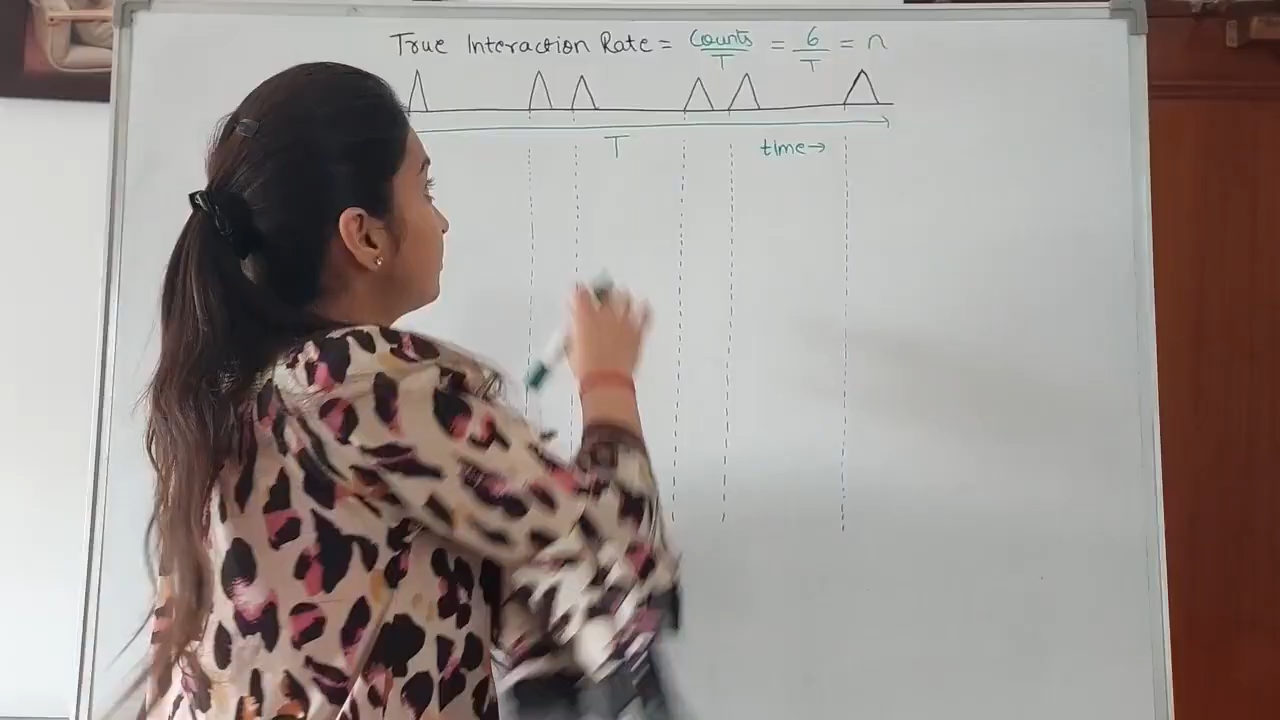 True Interaction Rate = Counts/T = 6/T = n
T
time→